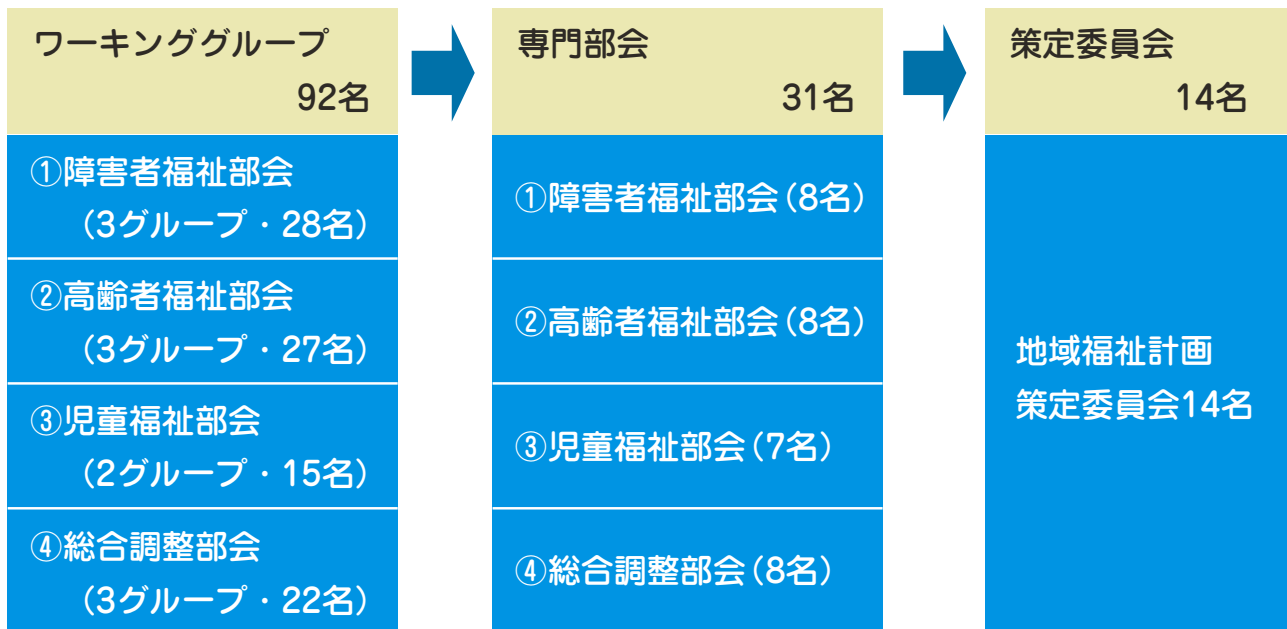 ワーキンググループ
92名
①障害者福祉部会
（3グループ・28名）
②高齢者福祉部会
（3グループ・27名）
③児童福祉部会
（2グループ・15名）
④総合調整部会
（3グループ・22名）
専門部会
31名
①障害者福祉部会（8名）
②高齢者福祉部会（8名）
③児童福祉部会（7名）
④総合調整部会（8名）
策定委員会
14名
地域福祉計画
策定委員会14名